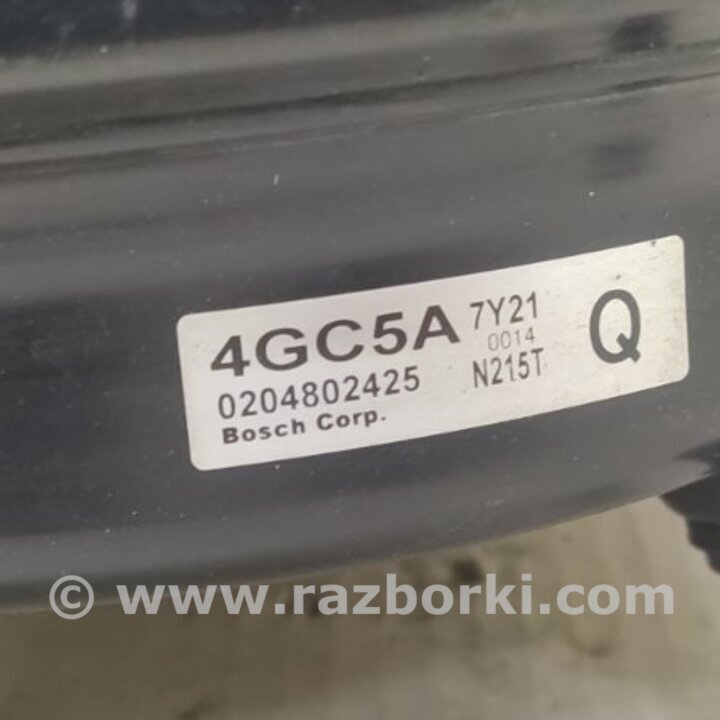 4GC5A 7Y21
0014
0204802425 N215T
Bosch Corp.
Q
© www.razborki.com